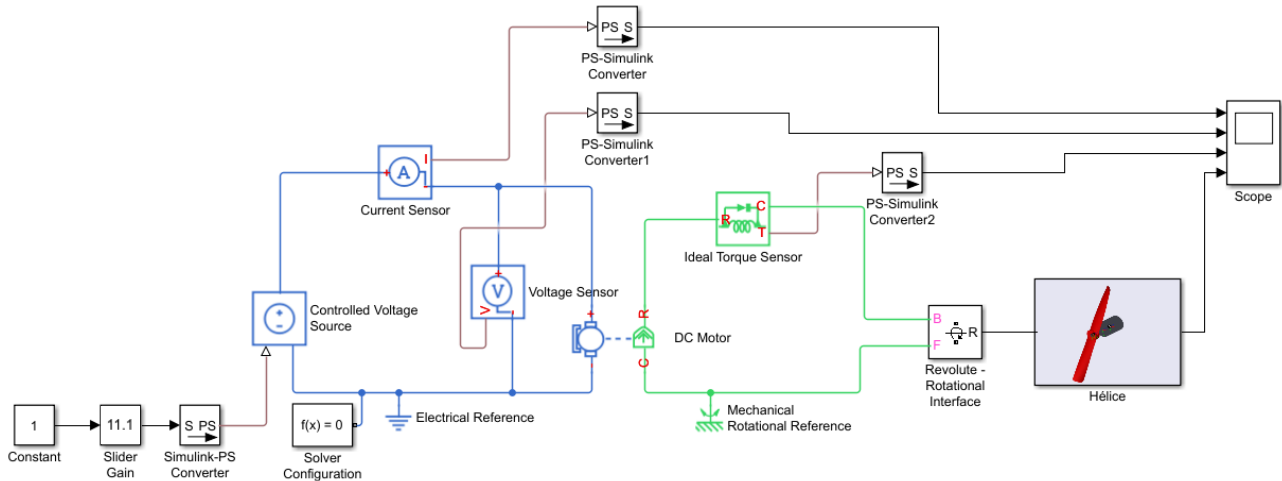 PS S
PS-Simulink
Converter
PS S
PS-Simulink
Converter1
A
I
+
-
Current Sensor
PS S
PS-Simulink
Converter2
Scope
R
C
T
Ideal Torque Sensor
+
V
V
-
Voltage Sensor
+
-
Controlled Voltage
Source
+
-
R
C
DC Motor
B
F
R
Revolute -
Rotational
Interface
Hélice
Electrical Reference
Mechanical
Rotational Reference
1
Constant
11.1
Slider
Gain
S PS
Simulink-PS
Converter
f(x) = 0
Solver
Configuration